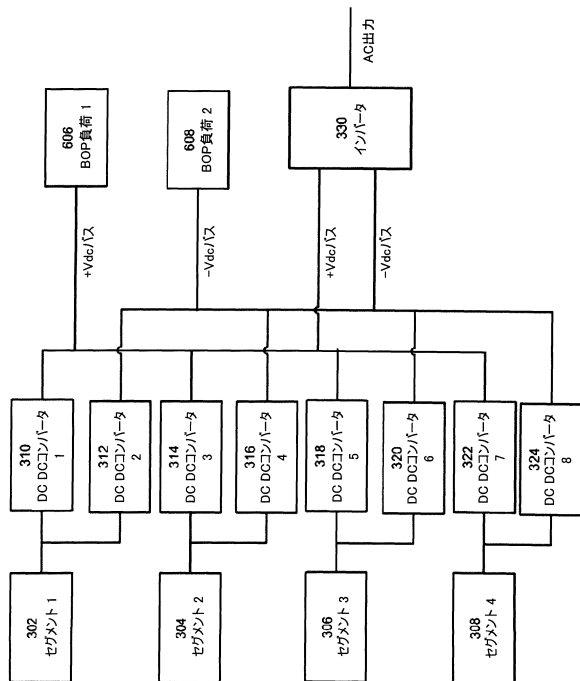 302
セグメント 1
304
セグメント 2
306
セグメント 3
308
セグメント 4
310
DC DCコンバータ
1
312
DC DCコンバータ
2
314
DC DCコンバータ
3
316
DC DCコンバータ
4
318
DC DCコンバータ
5
320
DC DCコンバータ
6
322
DC DCコンバータ
7
324
DC DCコンバータ
8
+Vdcバス
−Vdcバス
+Vdcバス
−Vdcバス
606
BOP負荷 1
608
BOP負荷 2
330
インバータ
AC出力